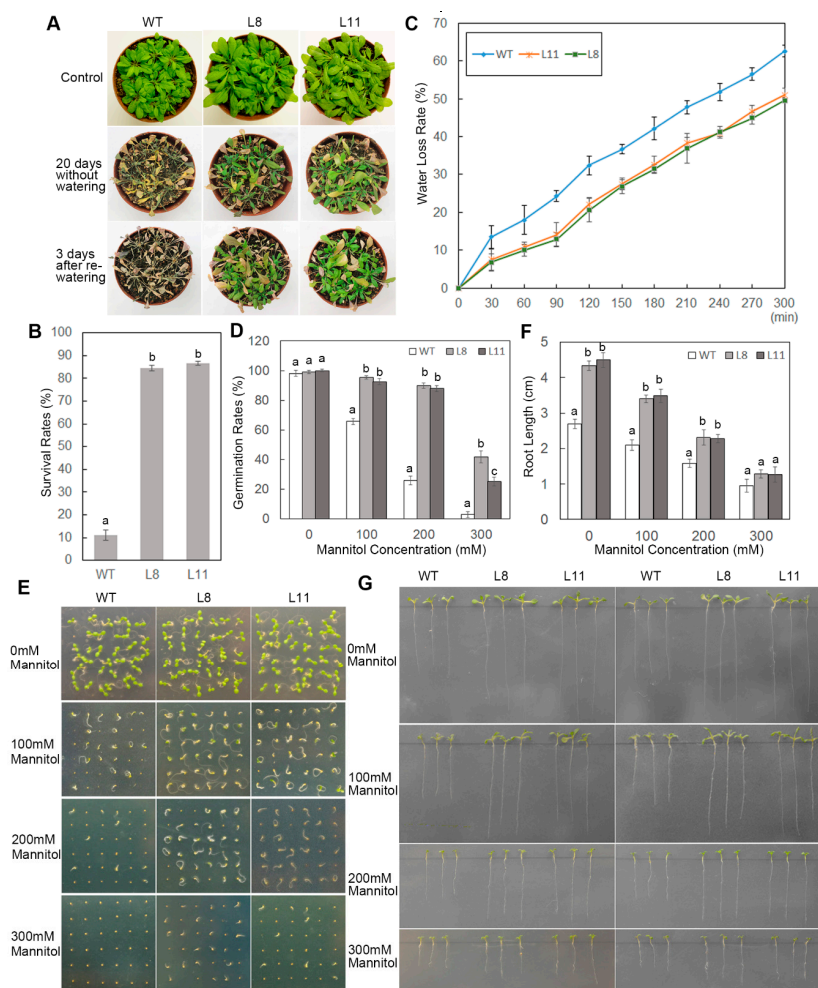 A
WT
L8
L11
Control
20 days
without
watering
3 days
after re-
watering
B
Survival Rates (%)
100
90
80
70
60
50
40
30
20
10
0
a
b
b
WT
L8
L11
C
Water Loss Rate (%)
70
60
50
40
30
20
10
0
WT
L11
L8
0
30
60
90
120
150
180
210
240
270
300
(min)
D
Germination Rates (%)
120
100
80
60
40
20
0
WT
L8
L11
a
a
a
a
b
b
a
b
b
a
b
c
0
100
200
300
Mannitol Concentration (mM)
F
Root Length (cm)
5
4
3
2
1
0
WT
L8
L11
a
b
b
a
b
b
a
b
b
a
a
a
0
100
200
300
Mannitol Concentration (mM)
E
WT
L8
L11
0mM
Mannitol
100mM
Mannitol
200mM
Mannitol
300mM
Mannitol
G
WT
L8
L11
WT
L8
L11
0mM
Mannitol
100mM
Mannitol
200mM
Mannitol
300mM
Mannitol